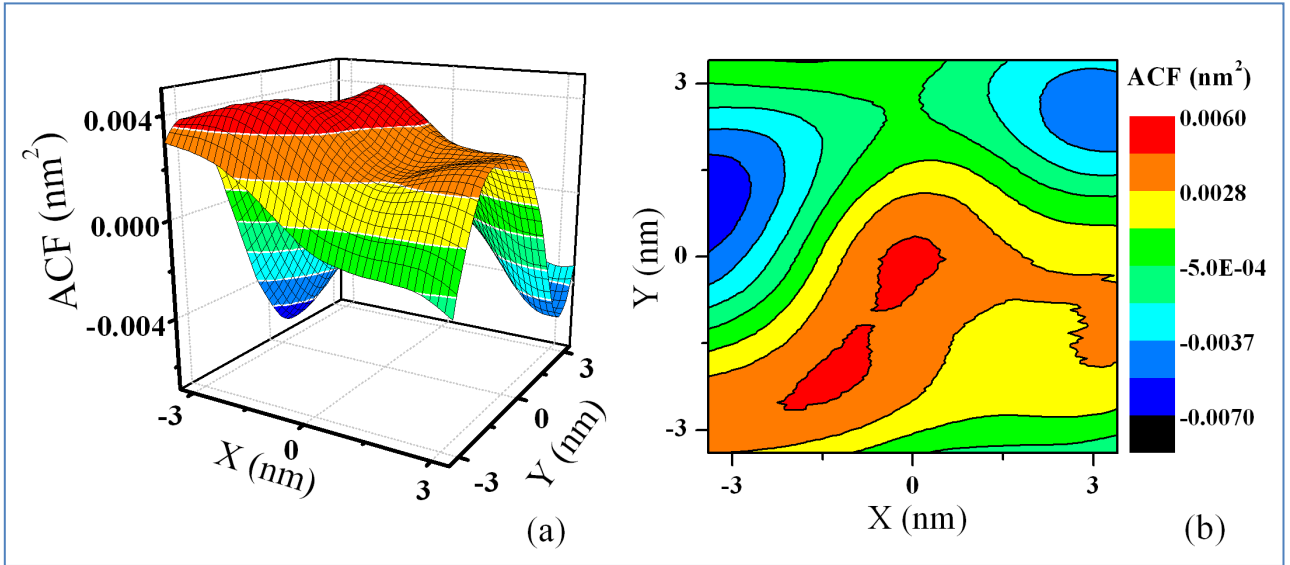 ACF (nm²)
0.004
0.000
-0.004
-3
0
3
X (nm)
-3
0
3
Y (nm)
(a)
3
0
-3
Y (nm)
-3
0
3
X (nm)
ACF (nm²)
0.0060
0.0028
-5.0E-04
-0.0037
-0.0070
(b)